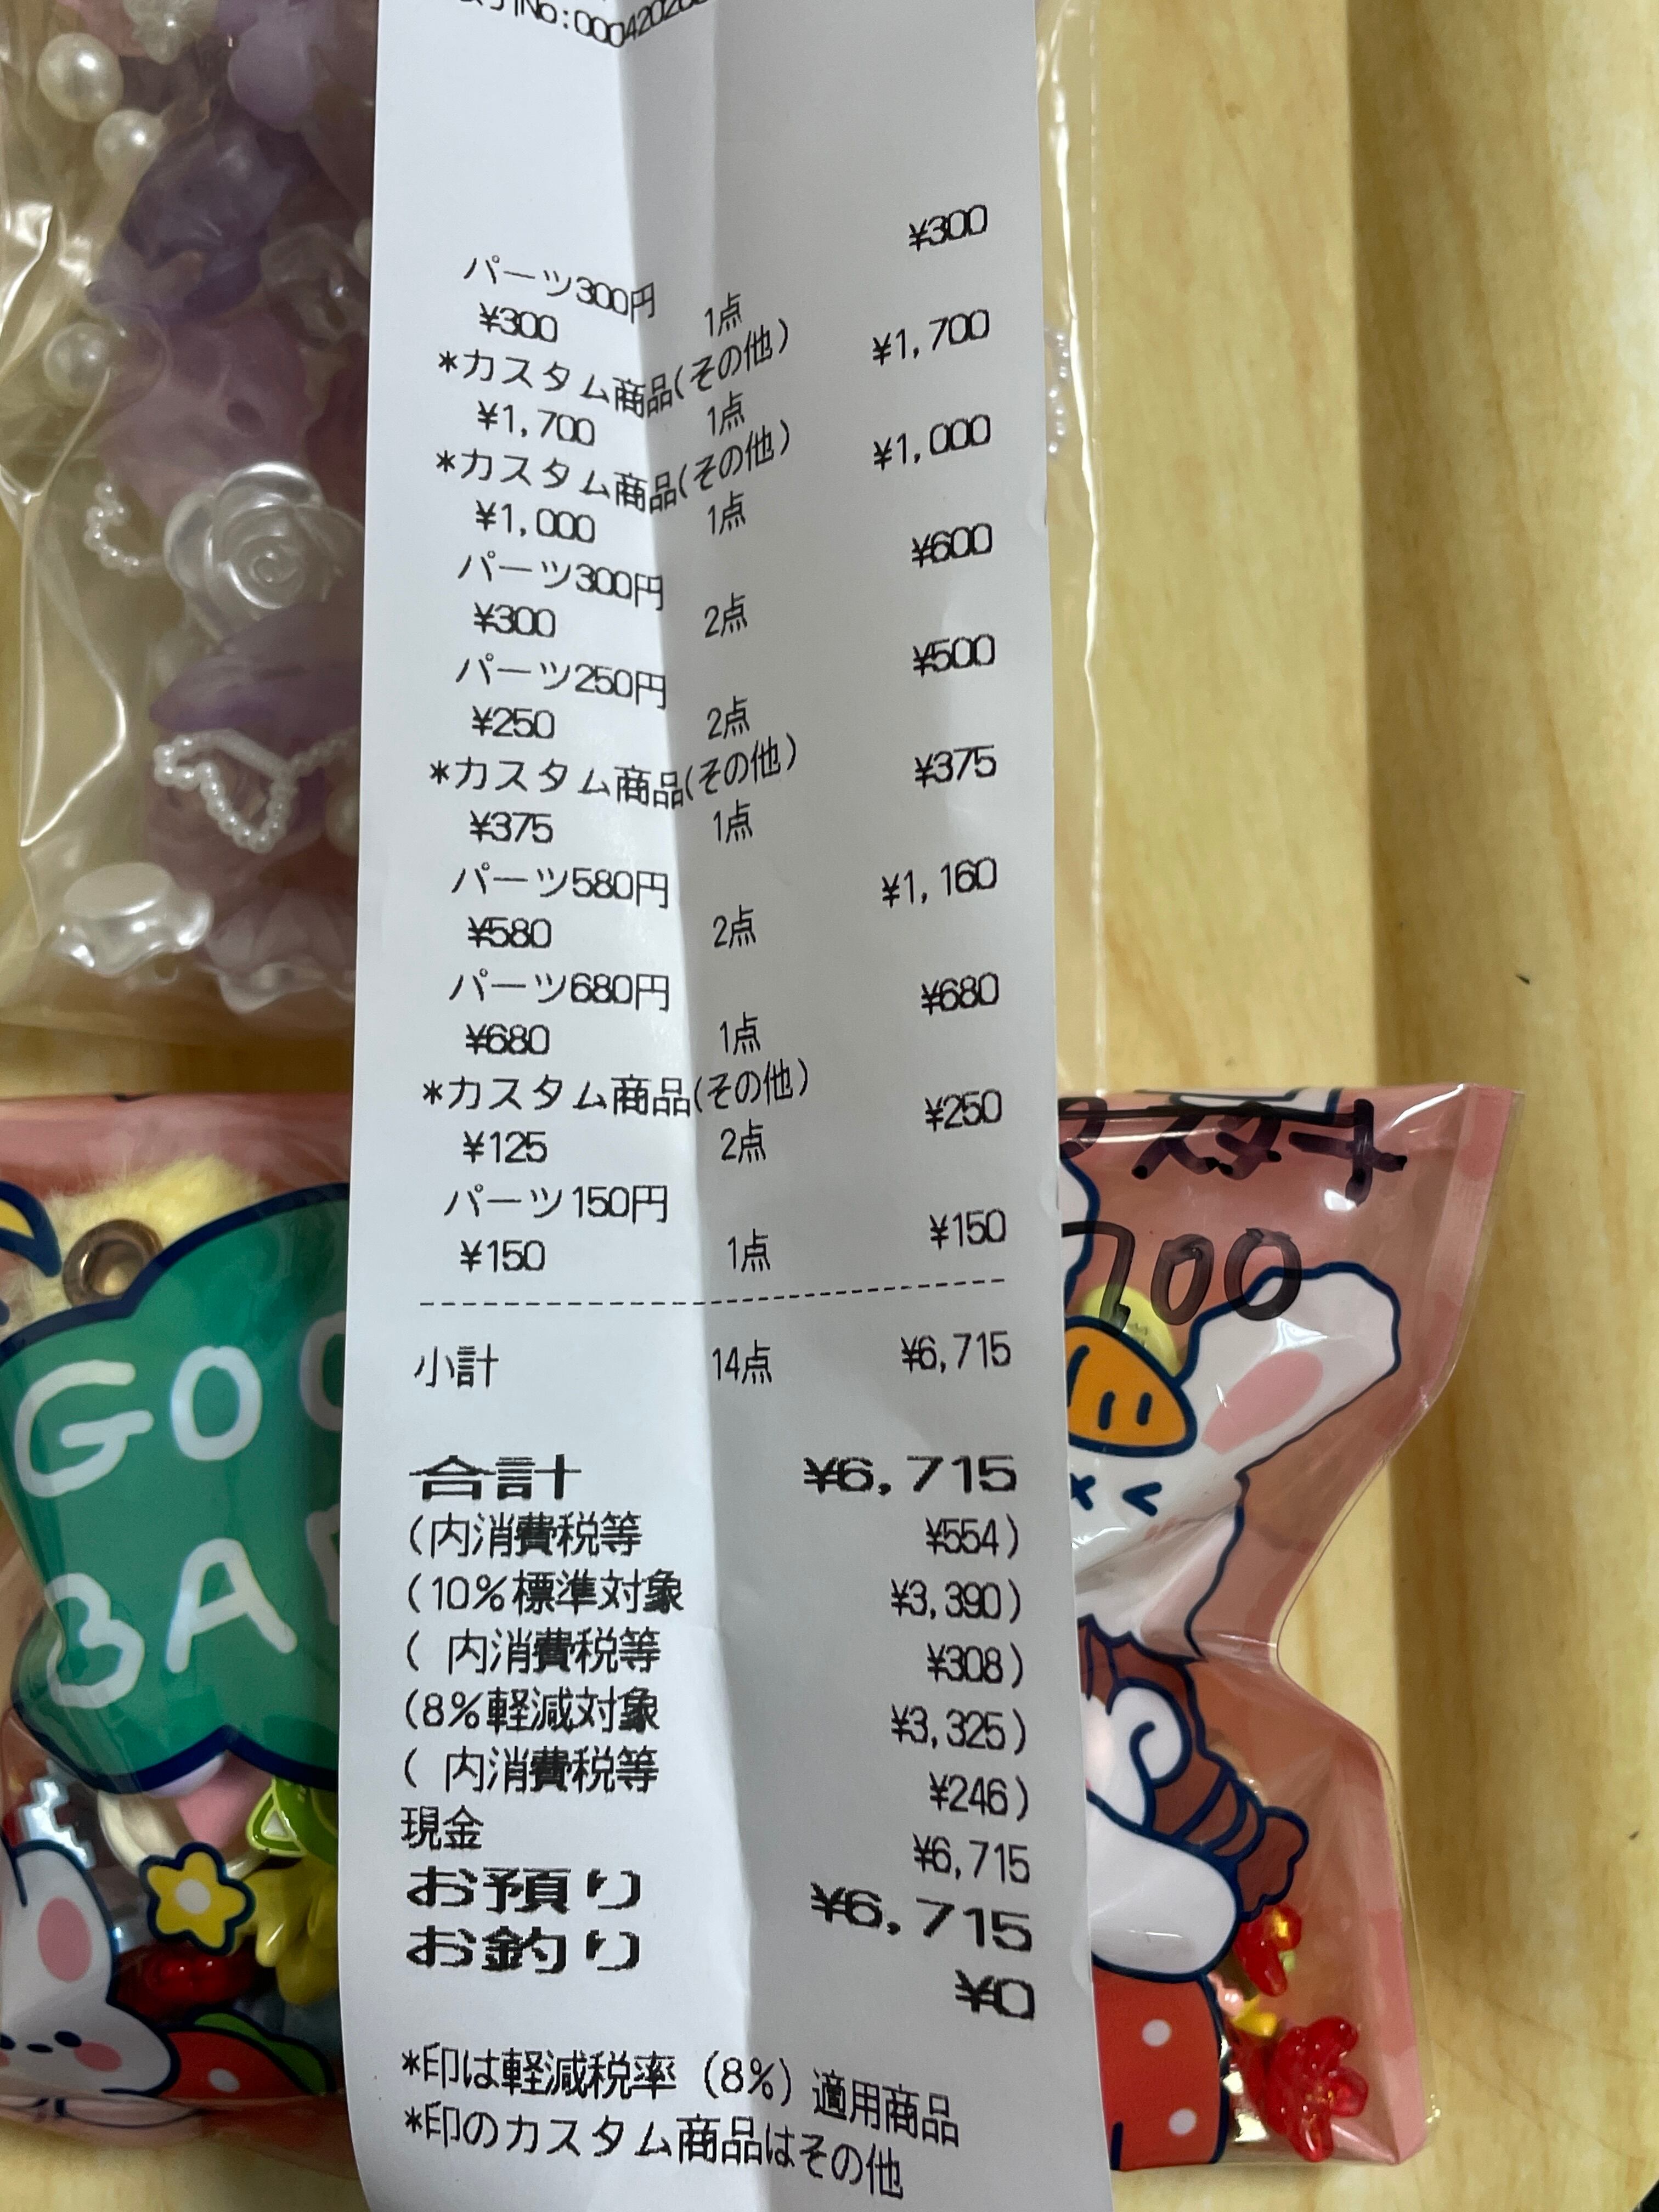 No:000420200
パーツ300円
¥300 1点 ¥300
*カスタム商品(その他)
¥1,700 1点 ¥1,700
*カスタム商品(その他)
¥1,000 1点 ¥1,000
パーツ300円
¥300 2点 ¥600
パーツ250円
¥250 2点 ¥500
*カスタム商品(その他)
¥375 1点 ¥375
パーツ580円
¥580 2点 ¥1,160
パーツ680円
¥680 1点 ¥680
*カスタム商品(その他)
¥125 2点 ¥250
パーツ150円
¥150 1点 ¥150
小計 14点 ¥6,715
合計 ¥6,715
(内消費税等 ¥554)
(10%標準対象 ¥3,390)
( 内消費税等 ¥308)
(8%軽減対象 ¥3,325)
( 内消費税等 ¥246)
現金 ¥6,715
お預り ¥6,715
お釣り ¥0
*印は軽減税率(8%)適用商品
*印のカスタム商品はその他
スタート
700
GOO
BA